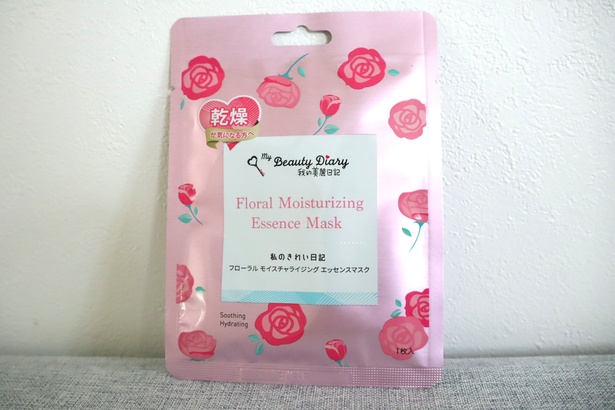 乾燥
が気になる方へ
My
Beauty Diary
我的美麗日記
Floral Moisturizing
Essence Mask
私のきれい日記
フローラル モイスチャライジング エッセンスマスク
Soothing
Hydrating
1枚入